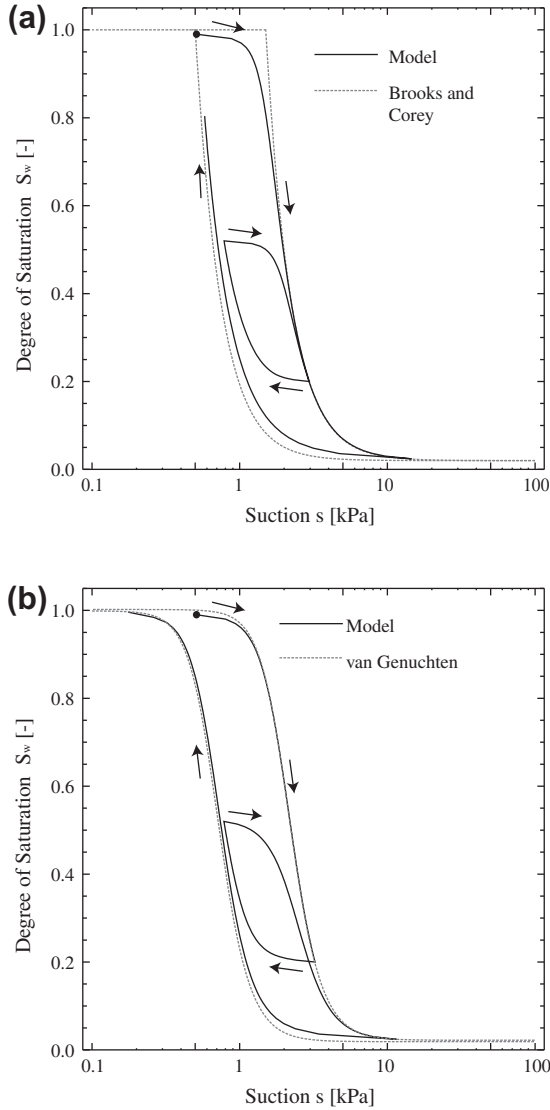 (a)
1.0
0.8
0.6
0.4
0.2
0.0
Degree of Saturation Sw [-]
Model
Brooks and
Corey
0.1
1
10
100
Suction s [kPa]
(b)
1.0
0.8
0.6
0.4
0.2
0.0
Degree of Saturation Sw [-]
Model
van Genuchten
0.1
1
10
100
Suction s [kPa]